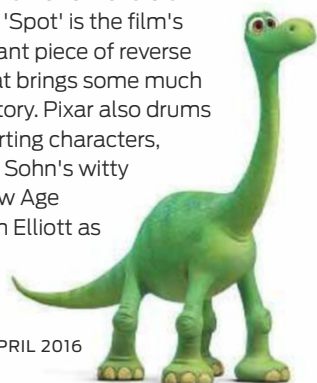 'Spot' is the film's
ant piece of reverse
at brings some much
tory. Pixar also drums
rting characters,
Sohn's witty
w Age
n Elliott as
PRIL 2016